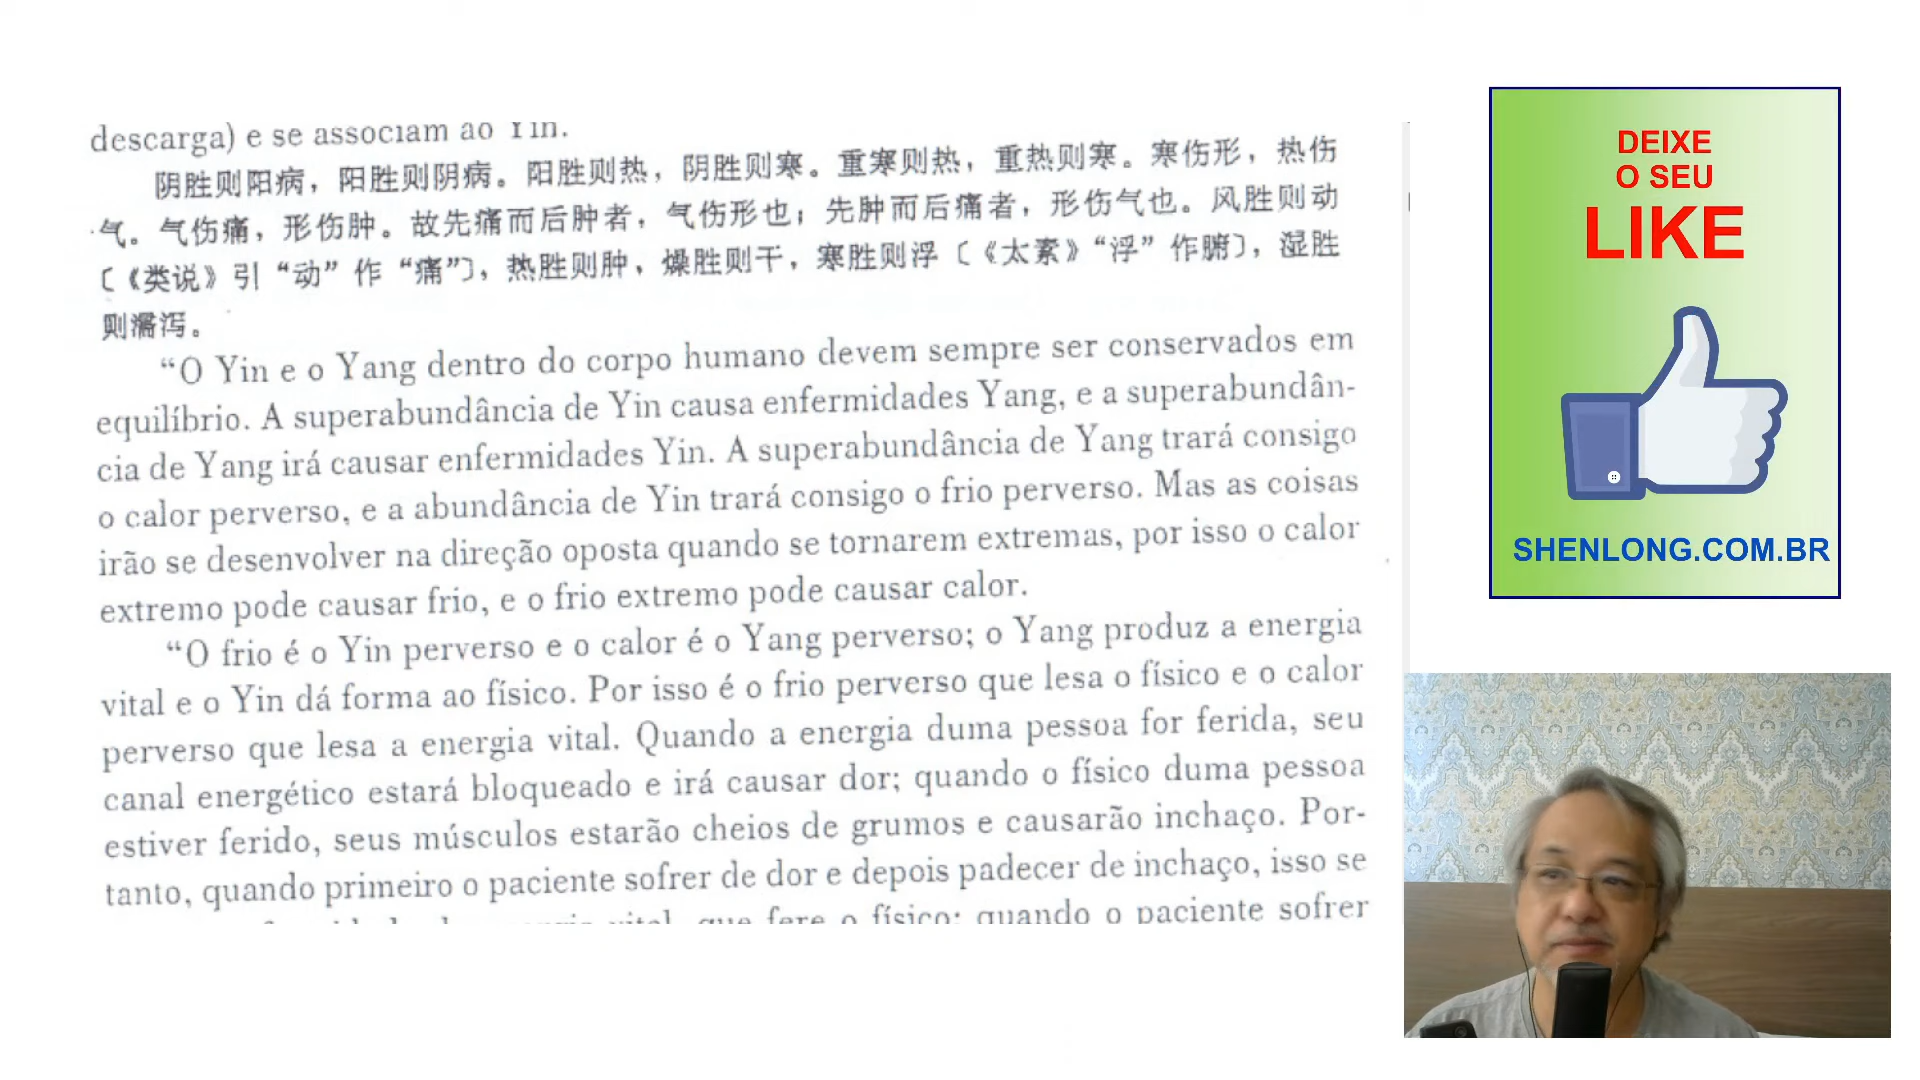 descarga) e se associam ao Yin.
阴胜则阳病，阳胜则阴病。阳胜则热，阴胜则寒。重寒则热，重热则寒。寒伤形，热伤
气。气伤痛，形伤肿。故先痛而后肿者，气伤形也；先肿而后痛者，形伤气也。风胜则动
〔《类说》引“动”作“痛”〕，热胜则肿，燥胜则干，寒胜则浮〔《太素》“浮”作腑〕，湿胜
则濡泻。
“O Yin e o Yang dentro do corpo humano devem sempre ser conservados em
equilíbrio. A superabundância de Yin causa enfermidades Yang, e a superabundân-
cia de Yang irá causar enfermidades Yin. A superabundância de Yang trará consigo
o calor perverso, e a abundância de Yin trará consigo o frio perverso. Mas as coisas
irão se desenvolver na direção oposta quando se tornarem extremas, por isso o calor
extremo pode causar frio, e o frio extremo pode causar calor.
“O frio é o Yin perverso e o calor é o Yang perverso; o Yang produz a energia
vital e o Yin dá forma ao físico. Por isso é o frio perverso que lesa o físico e o calor
perverso que lesa a energia vital. Quando a energia duma pessoa for ferida, seu
canal energético estará bloqueado e irá causar dor; quando o físico duma pessoa
estiver ferido, seus músculos estarão cheios de grumos e causarão inchaço. Por-
tanto, quando primeiro o paciente sofrer de dor e depois padecer de inchaço, isso se
vital, que fere o físico; quando o paciente sofrer
DEIXE
O SEU
LIKE
SHENLONG.COM.BR